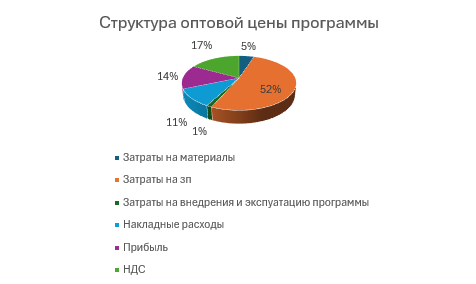 Структура оптовой цены программы
17%
5%
14%
52%
11%
1%
Затраты на материалы
Затраты на зп
Затраты на внедрения и экспуатацию программы
Накладные расходы
Прибыль
НДС